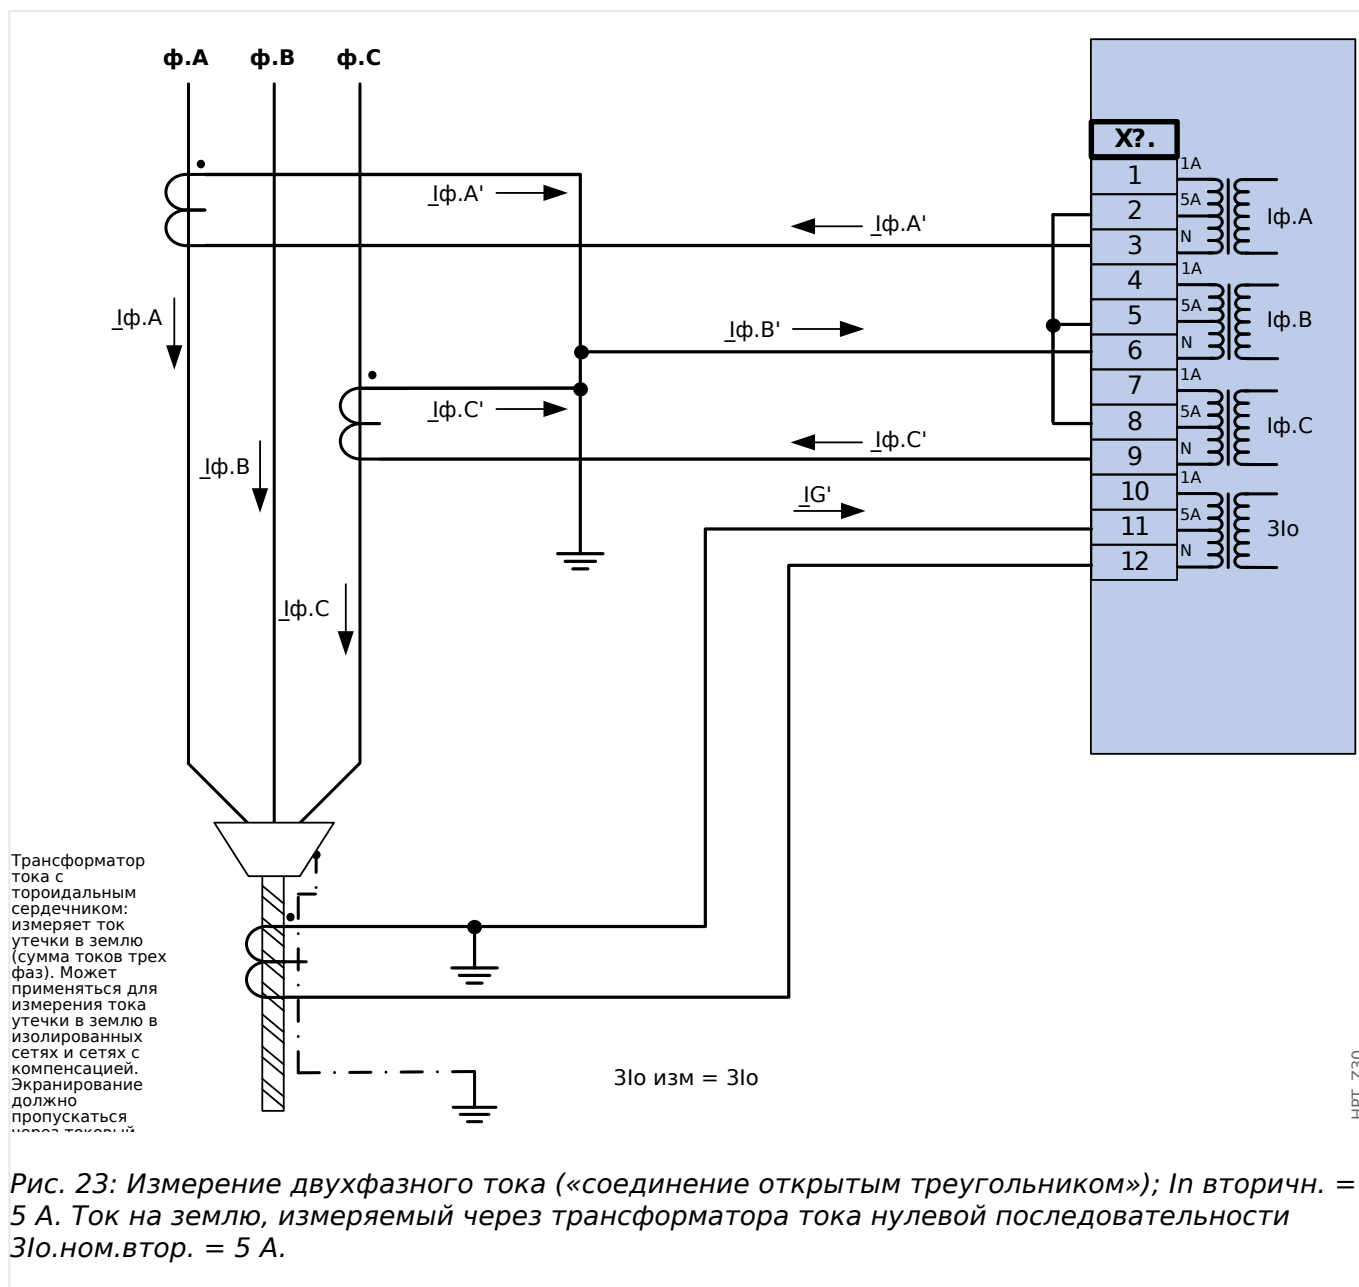 ф.A ф.B ф.C
X?.
1 1A
2 5A Iф.A
3 N
4 1A
5 5A Iф.B
6 N
7 1A
8 5A Iф.C
9 N
10 1A
11 5A 3Io
12 N
_Iф.A'
_Iф.A'
_Iф.A
_Iф.B'
_Iф.C'
_Iф.C'
_Iф.B
_IG'
_Iф.C
Трансформатор
тока с
тороидальным
сердечником:
измеряет ток
утечки в землю
(сумма токов трех
фаз). Может
применяться для
измерения тока
утечки в землю в
изолированных
сетях и сетях с
компенсацией.
Экранирование
должно
пропускаться
через токовый
3Io изм = 3Io
HPT_Z30
Рис. 23: Измерение двухфазного тока («соединение открытым треугольником»); In вторичн. =
5 A. Ток на землю, измеряемый через трансформатора тока нулевой последовательности
3Io.ном.втор. = 5 A.